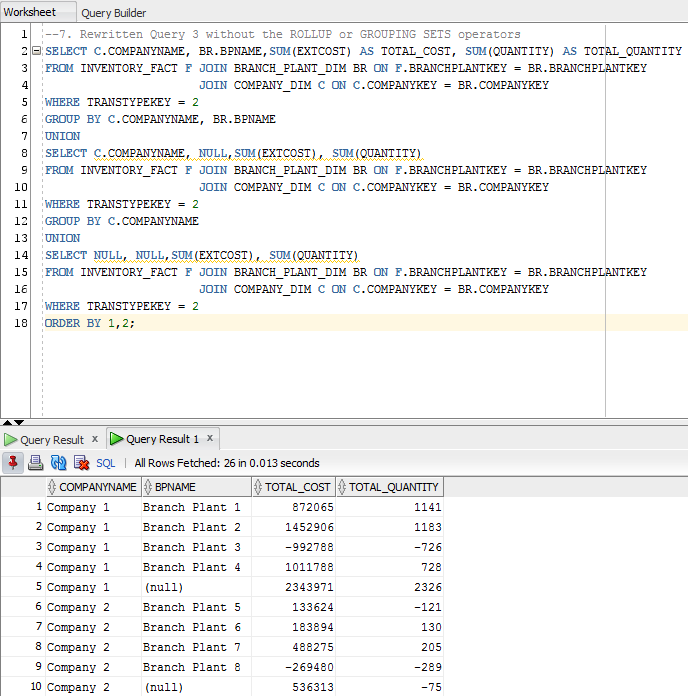 Worksheet Query Builder
1 --7. Rewritten Query 3 without the ROLLUP or GROUPING SETS operators
2 SELECT C.COMPANYNAME, BR.BPNAME,SUM(EXTCOST) AS TOTAL_COST, SUM(QUANTITY) AS TOTAL_QUANTITY
3 FROM INVENTORY_FACT F JOIN BRANCH_PLANT_DIM BR ON F.BRANCHPLANTKEY = BR.BRANCHPLANTKEY
4 JOIN COMPANY_DIM C ON C.COMPANYKEY = BR.COMPANYKEY
5 WHERE TRANSTYPEKEY = 2
6 GROUP BY C.COMPANYNAME, BR.BPNAME
7 UNION
8 SELECT C.COMPANYNAME, NULL,SUM(EXTCOST), SUM(QUANTITY)
9 FROM INVENTORY_FACT F JOIN BRANCH_PLANT_DIM BR ON F.BRANCHPLANTKEY = BR.BRANCHPLANTKEY
10 JOIN COMPANY_DIM C ON C.COMPANYKEY = BR.COMPANYKEY
11 WHERE TRANSTYPEKEY = 2
12 GROUP BY C.COMPANYNAME
13 UNION
14 SELECT NULL, NULL,SUM(EXTCOST), SUM(QUANTITY)
15 FROM INVENTORY_FACT F JOIN BRANCH_PLANT_DIM BR ON F.BRANCHPLANTKEY = BR.BRANCHPLANTKEY
16 JOIN COMPANY_DIM C ON C.COMPANYKEY = BR.COMPANYKEY
17 WHERE TRANSTYPEKEY = 2
18 ORDER BY 1,2;
Query Result x Query Result 1 x
SQL | All Rows Fetched: 26 in 0.013 seconds
COMPANYNAME BPNAME TOTAL_COST TOTAL_QUANTITY
1 Company 1 Branch Plant 1 872065 1141
2 Company 1 Branch Plant 2 1452906 1183
3 Company 1 Branch Plant 3 -992788 -726
4 Company 1 Branch Plant 4 1011788 728
5 Company 1 (null) 2343971 2326
6 Company 2 Branch Plant 5 133624 -121
7 Company 2 Branch Plant 6 183894 130
8 Company 2 Branch Plant 7 488275 205
9 Company 2 Branch Plant 8 -269480 -289
10 Company 2 (null) 536313 -75